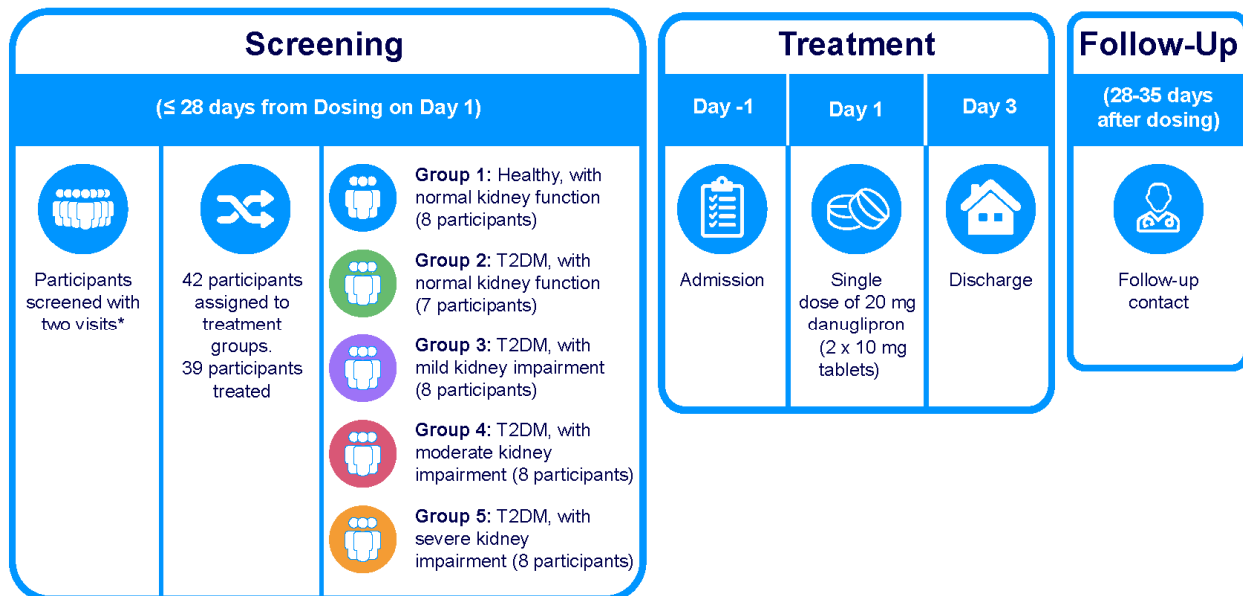 Screening
(≤ 28 days from Dosing on Day 1)
Participants
screened with
two visits*
42 participants
assigned to
treatment
groups.
39 participants
treated
Group 1: Healthy, with
normal kidney function
(8 participants)
Group 2: T2DM, with
normal kidney function
(7 participants)
Group 3: T2DM, with
mild kidney impairment
(8 participants)
Group 4: T2DM, with
moderate kidney
impairment (8 participants)
Group 5: T2DM, with
severe kidney
impairment (8 participants)
Treatment
Day -1
Day 1
Day 3
Admission
Single
dose of 20 mg
danuglipron
(2 x 10 mg
tablets)
Discharge
Follow-Up
(28-35 days
after dosing)
Follow-up
contact